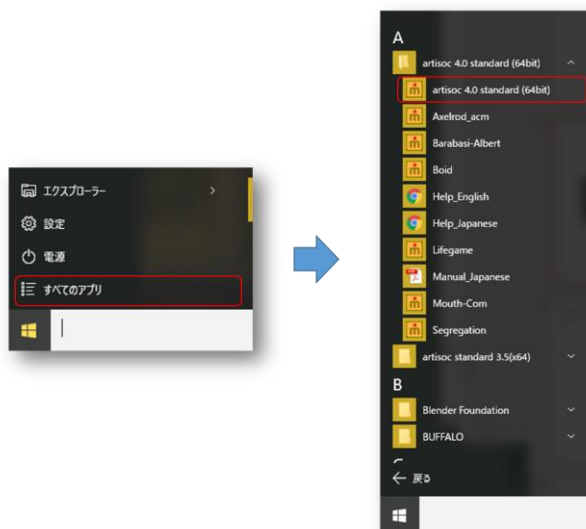 エクスプローラー
設定
電源
すべてのアプリ
A
artisoc 4.0 standard (64bit)
artisoc 4.0 standard (64bit)
Axelrod_acm
Barabasi-Albert
Boid
Help_English
Help_Japanese
Lifegame
Manual_Japanese
Mouth-Com
Segregation
artisoc standard 3.5(x64)
B
Blender Foundation
BUFFALO
戻る